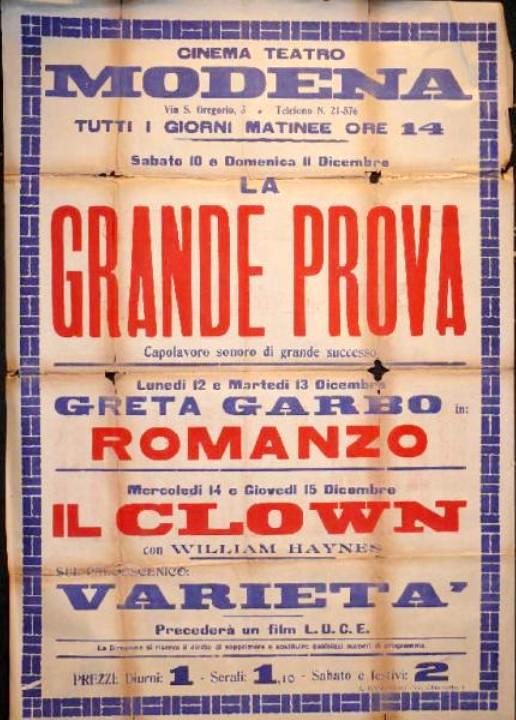 CINEMA TEATRO
MODENA
Via S. Gregorio, 3 • Telefono N. 21-876
TUTTI I GIORNI MATINEE ORE 14
Sabato 10 e Domenica 11 Dicembre
LA
GRANDE PROVA
Capolavoro sonoro di grande successo
Lunedì 12 e Martedì 13 Dicembre
GRETA GARBO in:
ROMANZO
Mercoledì 14 e Giovedì 15 Dicembre
IL CLOWN
con WILLIAM HAYNES
SUL PALCOSCENICO:
VARIETA'
Precederà un film L.U.C.E.
La Direzione si riserva il diritto di sopprimere o sostituire qualsiasi numero di programma
PREZZI: Diurni: 1 - Serali: 1,10 - Sabato e festivi: 2